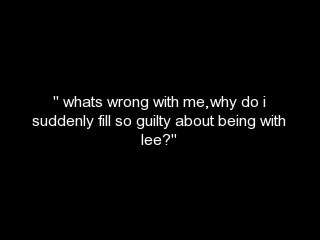 " whats wrong with me,why do i
suddenly fill so guilty about being with
lee?"